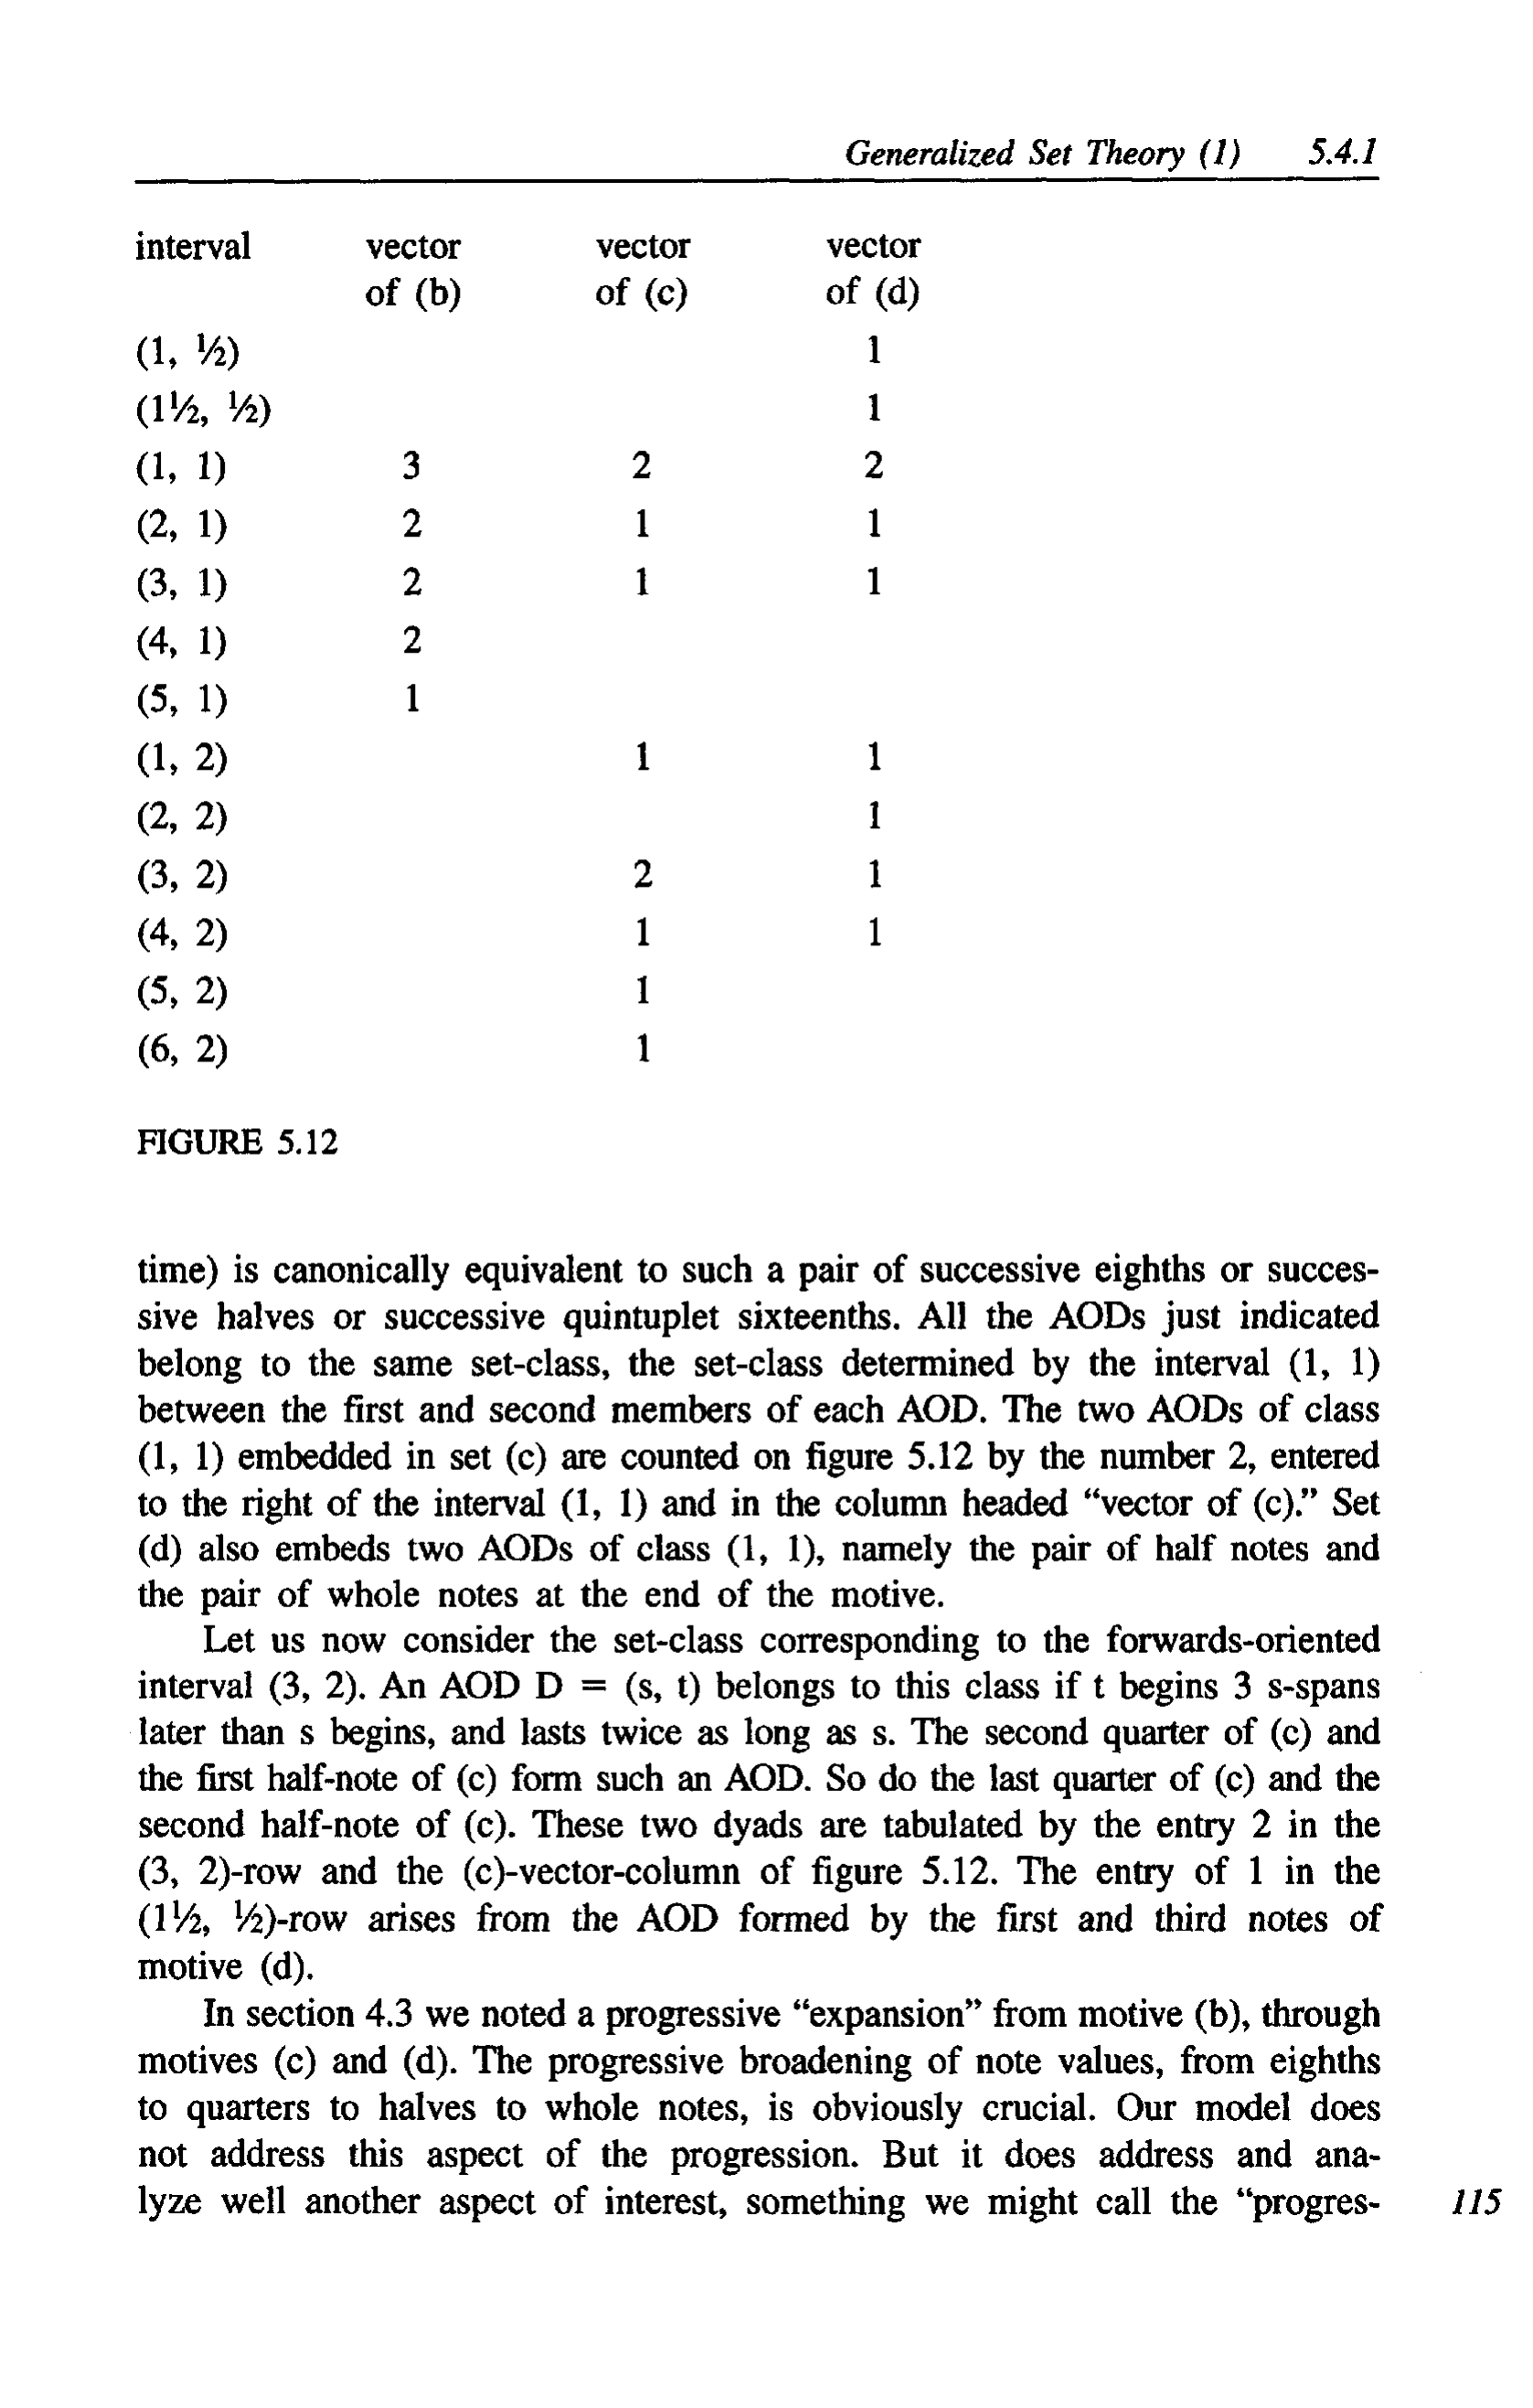 Generalized Set Theory (1) 5.4.1
interval vector vector vector
of (b) of (c) of (d)
(1, ½) 1
(1½, ½) 1
(1, 1) 3 2 2
(2, 1) 2 1 1
(3, 1) 2 1 1
(4, 1) 2
(5, 1) 1
(1, 2) 1 1
(2, 2) 1
(3, 2) 2 1
(4, 2) 1 1
(5, 2) 1
(6, 2) 1
FIGURE 5.12
time) is canonically equivalent to such a pair of successive eighths or succes-
sive halves or successive quintuplet sixteenths. All the AODs just indicated
belong to the same set-class, the set-class determined by the interval (1, 1)
between the first and second members of each AOD. The two AODs of class
(1, 1) embedded in set (c) are counted on figure 5.12 by the number 2, entered
to the right of the interval (1, 1) and in the column headed “vector of (c).” Set
(d) also embeds two AODs of class (1, 1), namely the pair of half notes and
the pair of whole notes at the end of the motive.
Let us now consider the set-class corresponding to the forwards-oriented
interval (3, 2). An AOD D = (s, t) belongs to this class if t begins 3 s-spans
later than s begins, and lasts twice as long as s. The second quarter of (c) and
the first half-note of (c) form such an AOD. So do the last quarter of (c) and the
second half-note of (c). These two dyads are tabulated by the entry 2 in the
(3, 2)-row and the (c)-vector-column of figure 5.12. The entry of 1 in the
(1½, ½)-row arises from the AOD formed by the first and third notes of
motive (d).
In section 4.3 we noted a progressive “expansion” from motive (b), through
motives (c) and (d). The progressive broadening of note values, from eighths
to quarters to halves to whole notes, is obviously crucial. Our model does
not address this aspect of the progression. But it does address and ana-
lyze well another aspect of interest, something we might call the “progres- 115